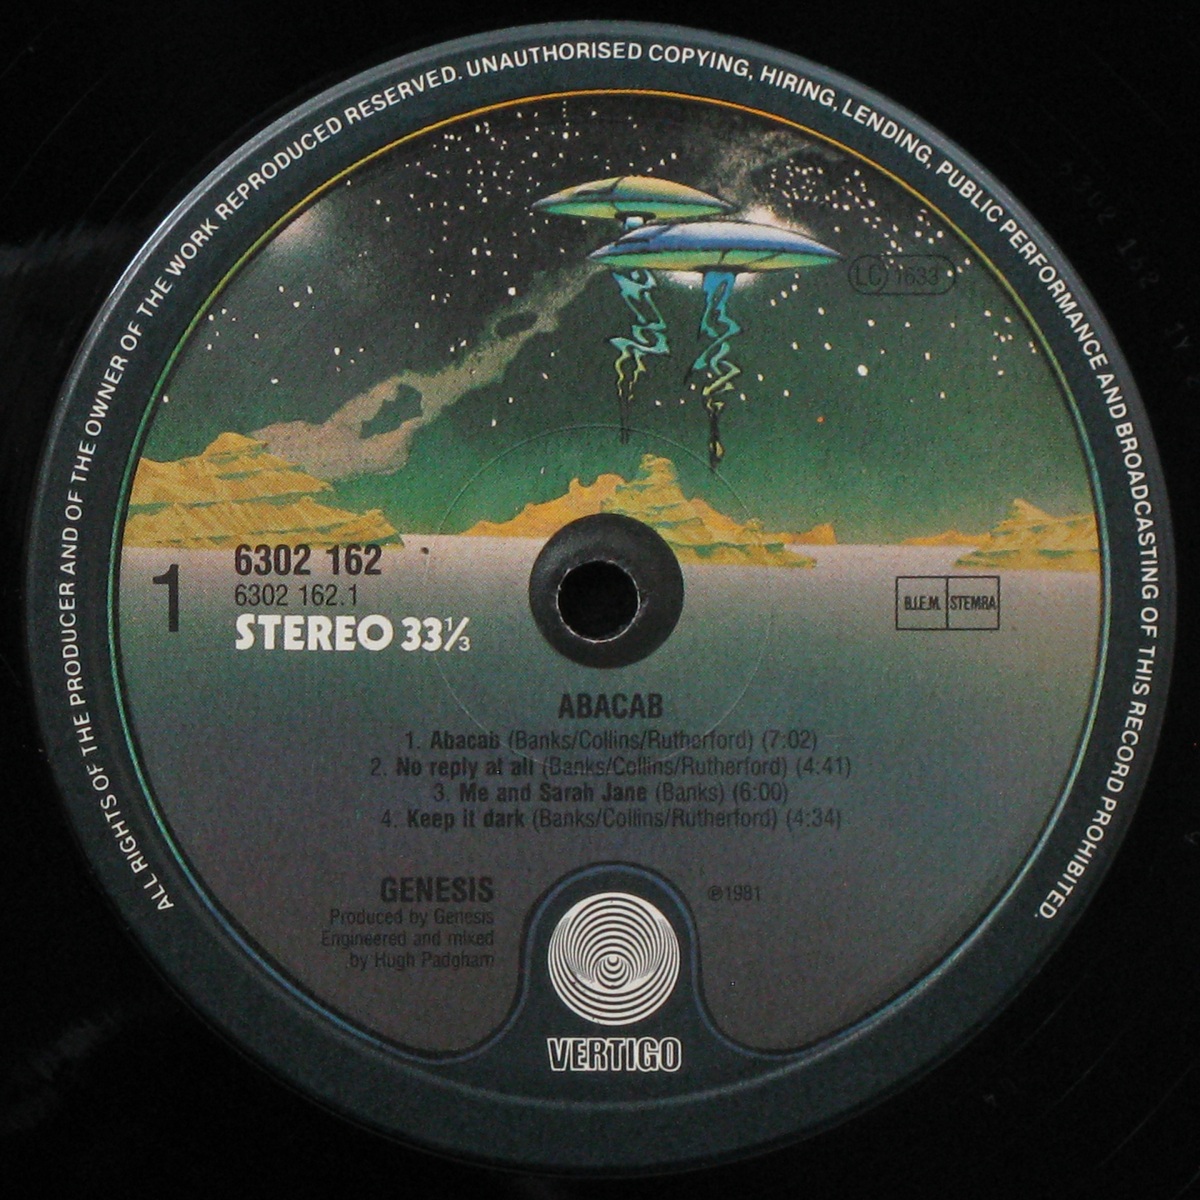 ALL RIGHTS OF THE PRODUCER AND OF THE OWNER OF THE WORK REPRODUCED RESERVED. UNAUTHORISED COPYING, HIRING, LENDING, PUBLIC PERFORMANCE AND BROADCASTING OF THIS RECORD PROHIBITED.
LC 1633
1
6302 162
6302 162.1
STEREO 33⅓
B.I.E.M. STEMRA
ABACAB
1. Abacab (Banks/Collins/Rutherford) (7:02)
2. No reply at all (Banks/Collins/Rutherford) (4:41)
3. Me and Sarah Jane (Banks) (6:00)
4. Keep it dark (Banks/Collins/Rutherford) (4:34)
GENESIS
Produced by Genesis
Engineered and mixed
by Hugh Padgham
℗1981
VERTIGO